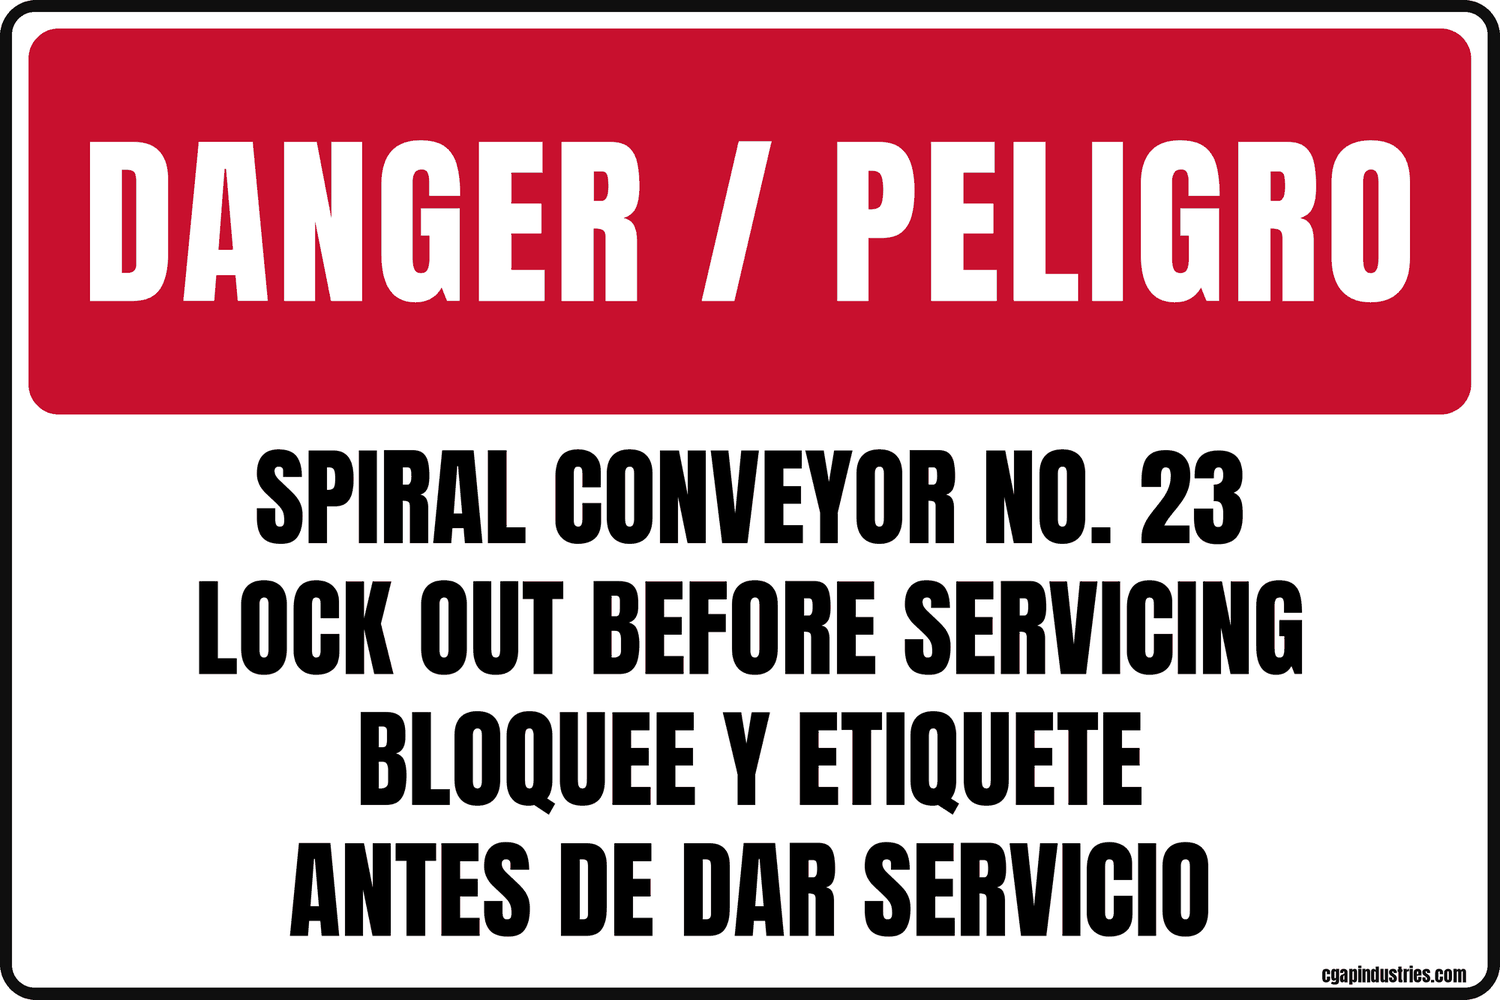 DANGER / PELIGRO
SPIRAL CONVEYOR NO. 23
LOCK OUT BEFORE SERVICING
BLOQUEE Y ETIQUETE
ANTES DE DAR SERVICIO
cgapindustries.com